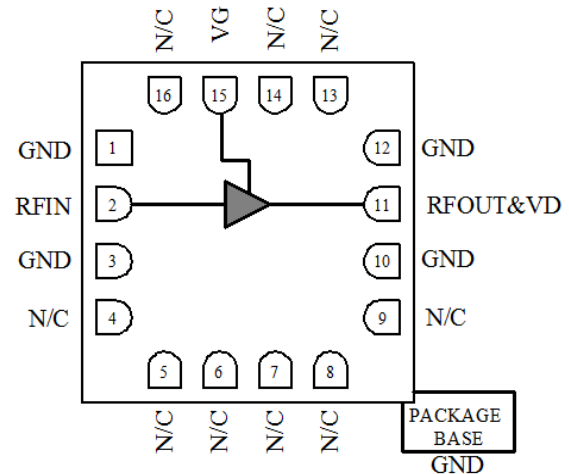 N/C VG N/C N/C
16 15 14 13
GND 1 12 GND
RFIN 2 11 RFOUT&VD
GND 3 10 GND
N/C 4 9 N/C
5 6 7 8
N/C N/C N/C N/C
PACKAGE
BASE
GND